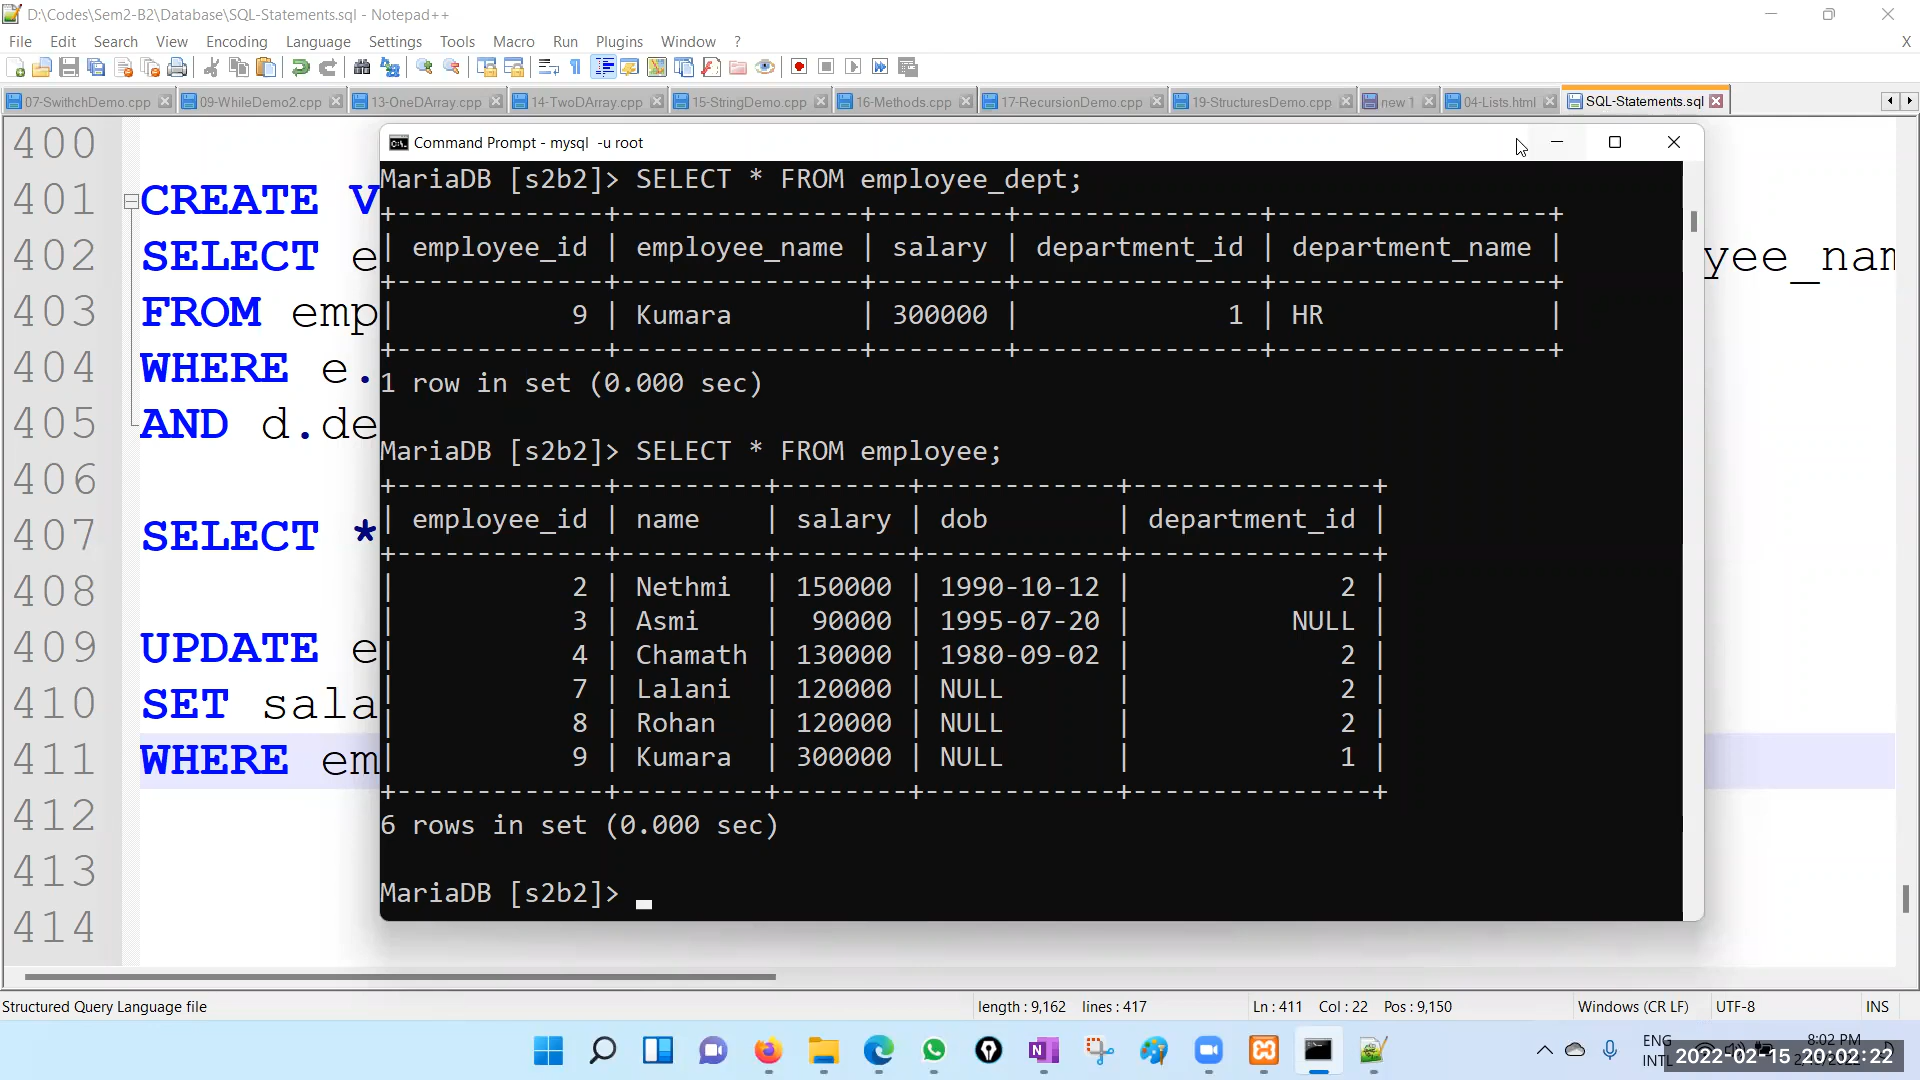 D:\Codes\Sem2-B2\Database\SQL-Statements.sql - Notepad++
File Edit Search View Encoding Language Settings Tools Macro Run Plugins Window ? X
07-SwithchDemo.cpp 09-WhileDemo2.cpp 13-OneDArray.cpp 14-TwoDArray.cpp 15-StringDemo.cpp 16-Methods.cpp 17-RecursionDemo.cpp 19-StructuresDemo.cpp new 1 04-Lists.html SQL-Statements.sql
400
401 CREATE V
402 SELECT e yee_nam
403 FROM emp
404 WHERE e.
405 AND d.de
406
407 SELECT *
408
409 UPDATE e
410 SET sala
411 WHERE em
412
413
414
Command Prompt - mysql -u root
MariaDB [s2b2]> SELECT * FROM employee_dept;
+-------------+---------------+--------+---------------+-----------------+
| employee_id | employee_name | salary | department_id | department_name |
+-------------+---------------+--------+---------------+-----------------+
| 9 | Kumara | 300000 | 1 | HR |
+-------------+---------------+--------+---------------+-----------------+
1 row in set (0.000 sec)
MariaDB [s2b2]> SELECT * FROM employee;
+-------------+---------+--------+------------+---------------+
| employee_id | name | salary | dob | department_id |
+-------------+---------+--------+------------+---------------+
| 2 | Nethmi | 150000 | 1990-10-12 | 2 |
| 3 | Asmi | 90000 | 1995-07-20 | NULL |
| 4 | Chamath | 130000 | 1980-09-02 | 2 |
| 7 | Lalani | 120000 | NULL | 2 |
| 8 | Rohan | 120000 | NULL | 2 |
| 9 | Kumara | 300000 | NULL | 1 |
+-------------+---------+--------+------------+---------------+
6 rows in set (0.000 sec)
MariaDB [s2b2]>
Structured Query Language file length : 9,162 lines : 417 Ln : 411 Col : 22 Pos : 9,150 Windows (CR LF) UTF-8 INS
ENG 8:02 PM
INTL 2022-02-15 20:02:22